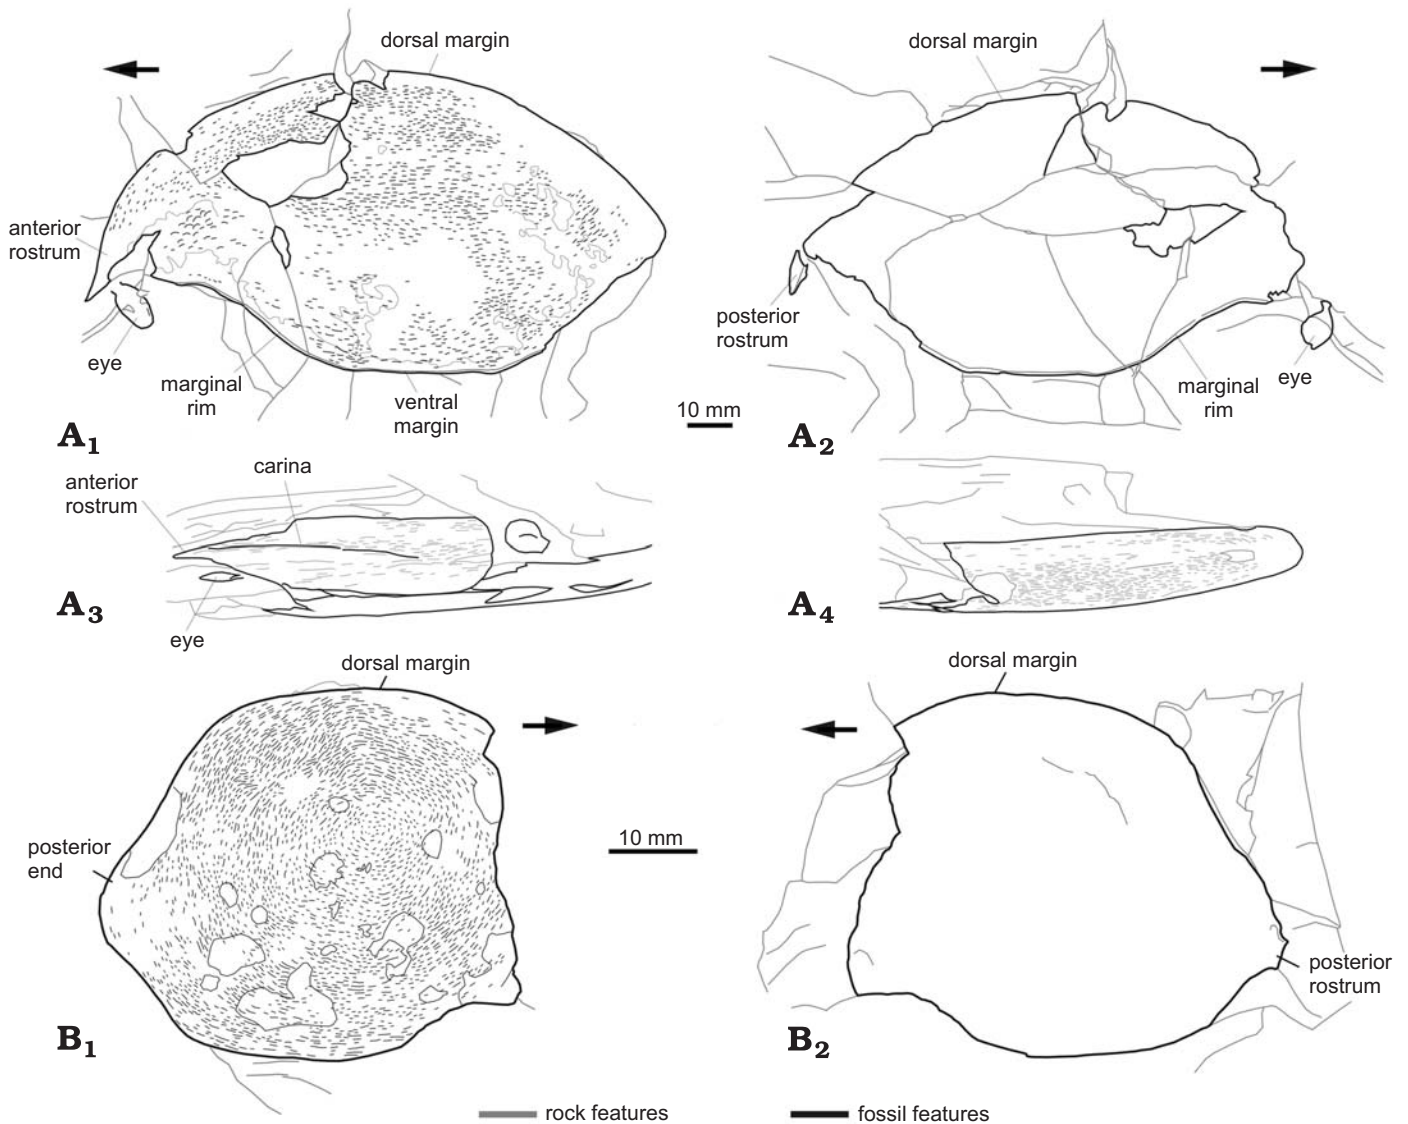 dorsal margin
anterior
rostrum
eye
marginal
rim
ventral
margin
A1
10 mm
dorsal margin
posterior
rostrum
marginal
rim
eye
A2
carina
anterior
rostrum
eye
A3
A4
dorsal margin
posterior
end
B1
10 mm
dorsal margin
posterior
rostrum
B2
rock features
fossil features